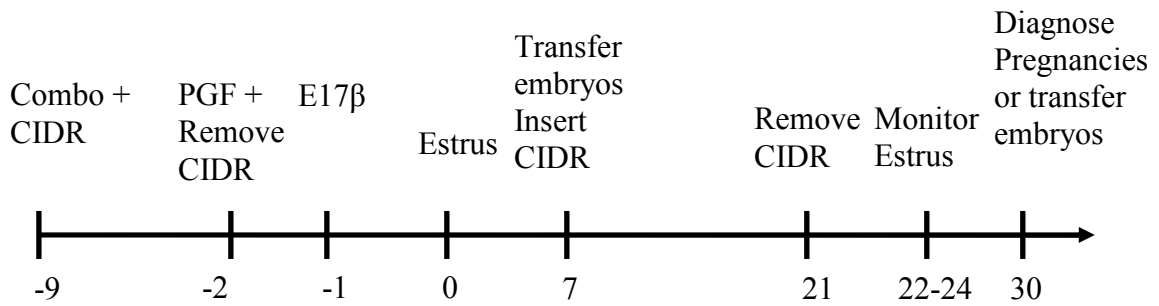 Combo +
CIDR
PGF +
Remove
CIDR
E17β
Estrus
Transfer
embryos
Insert
CIDR
Remove
CIDR
Monitor
Estrus
Diagnose
Pregnancies
or transfer
embryos
-9
-2
-1
0
7
21
22-24
30